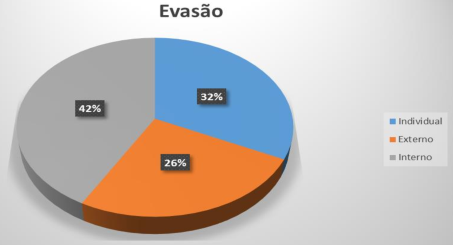 Evasão
42%
32%
26%
Individual
Externo
Interno